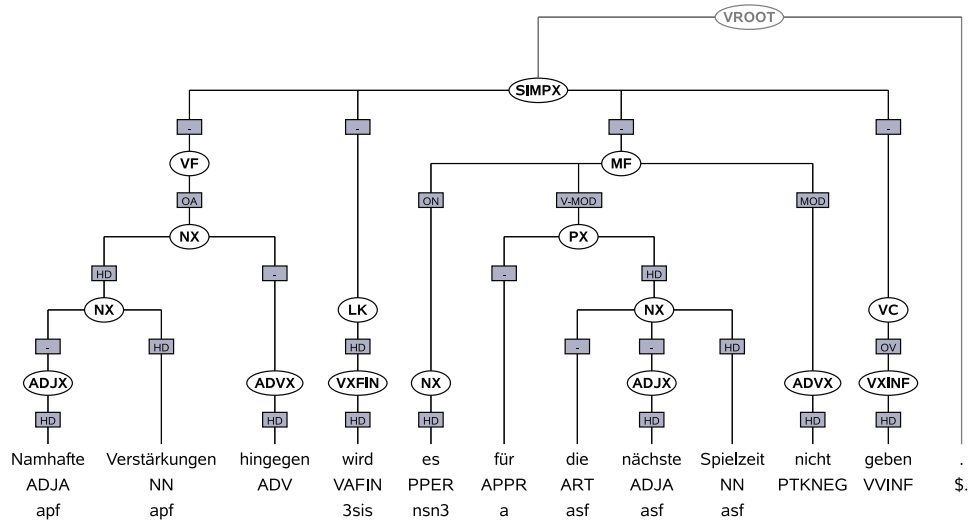 VROOT
SIMPX
- - - -
VF MF
OA ON V-MOD MOD
NX PX
HD - - HD
NX LK NX VC
- HD HD - - HD OV
ADJX ADVX VXFIN NX ADJX ADVX VXINF
HD HD HD HD HD HD HD
Namhafte Verstärkungen hingegen wird es für die nächste Spielzeit nicht geben .
ADJA NN ADV VAFIN PPER APPR ART ADJA NN PTKNEG VVINF $.
apf apf 3sis nsn3 a asf asf asf